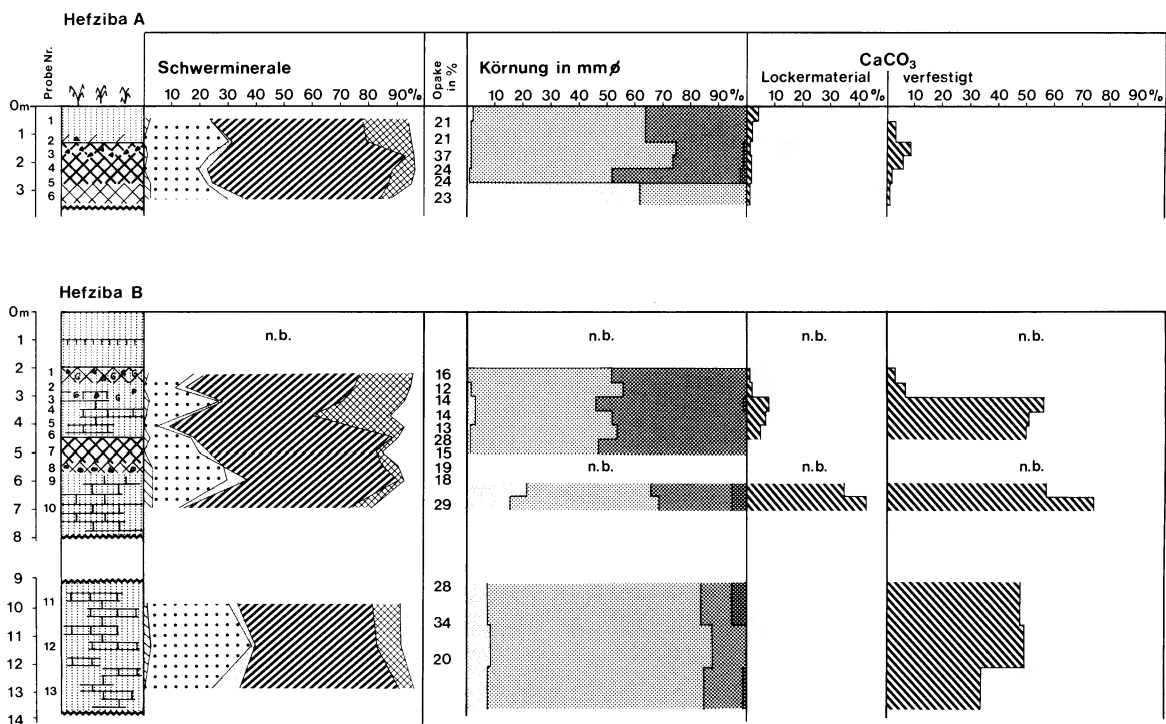 Hefziba A
Probe Nr.
Schwerminerale
Opake in %
Körnung in mmø
CaCO3
Lockermaterial
verfestigt
10 20 30 40 50 60 70 80 90%
10 20 30 40 50 60 70 80 90%
10 20 30 40%
10 20 30 40 50 60 70 80 90%
0m
1
2
3
1
2
3
4
5
6
21
21
37
24
24
23
Hefziba B
0m
1
2
3
4
5
6
7
8
9
10
11
12
13
14
1
2
3
4
5
6
7
8
9
10
11
12
13
n.b.
n.b.
n.b.
n.b.
16
12
14
14
13
28
15
19
18
29
28
34
20
n.b.
n.b.
n.b.